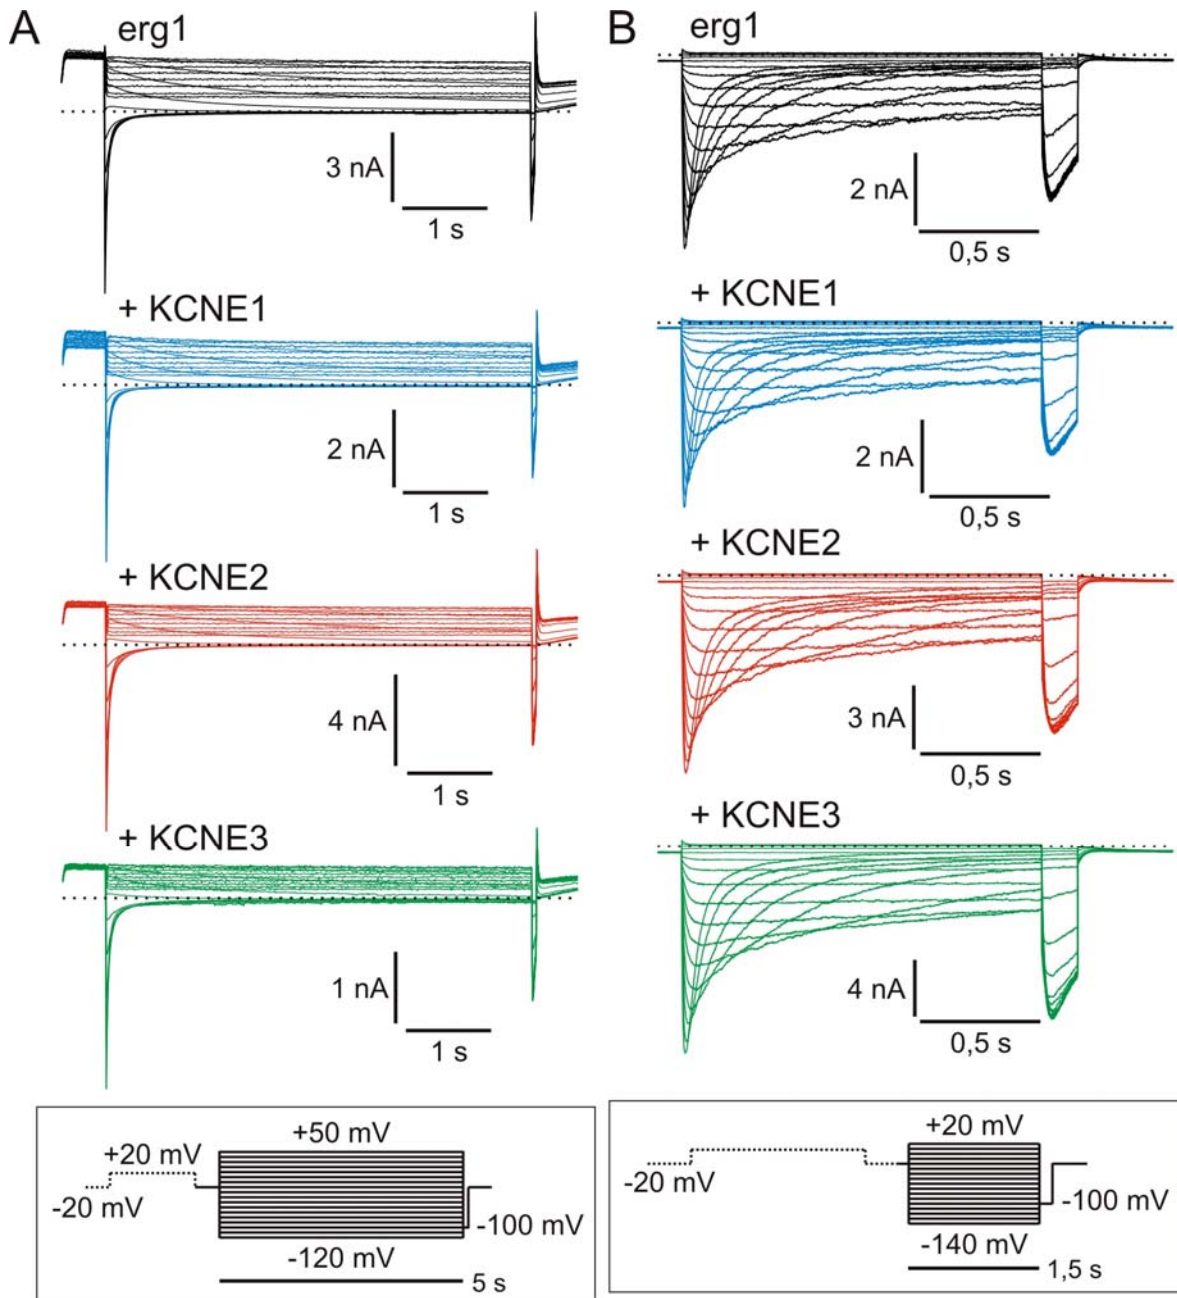 A
erg1
3 nA
1 s
+ KCNE1
2 nA
1 s
+ KCNE2
4 nA
1 s
+ KCNE3
1 nA
1 s
+50 mV
+20 mV
-20 mV
-100 mV
-120 mV
5 s
B
erg1
2 nA
0,5 s
+ KCNE1
2 nA
0,5 s
+ KCNE2
3 nA
0,5 s
+ KCNE3
4 nA
0,5 s
+20 mV
-20 mV
-100 mV
-140 mV
1,5 s